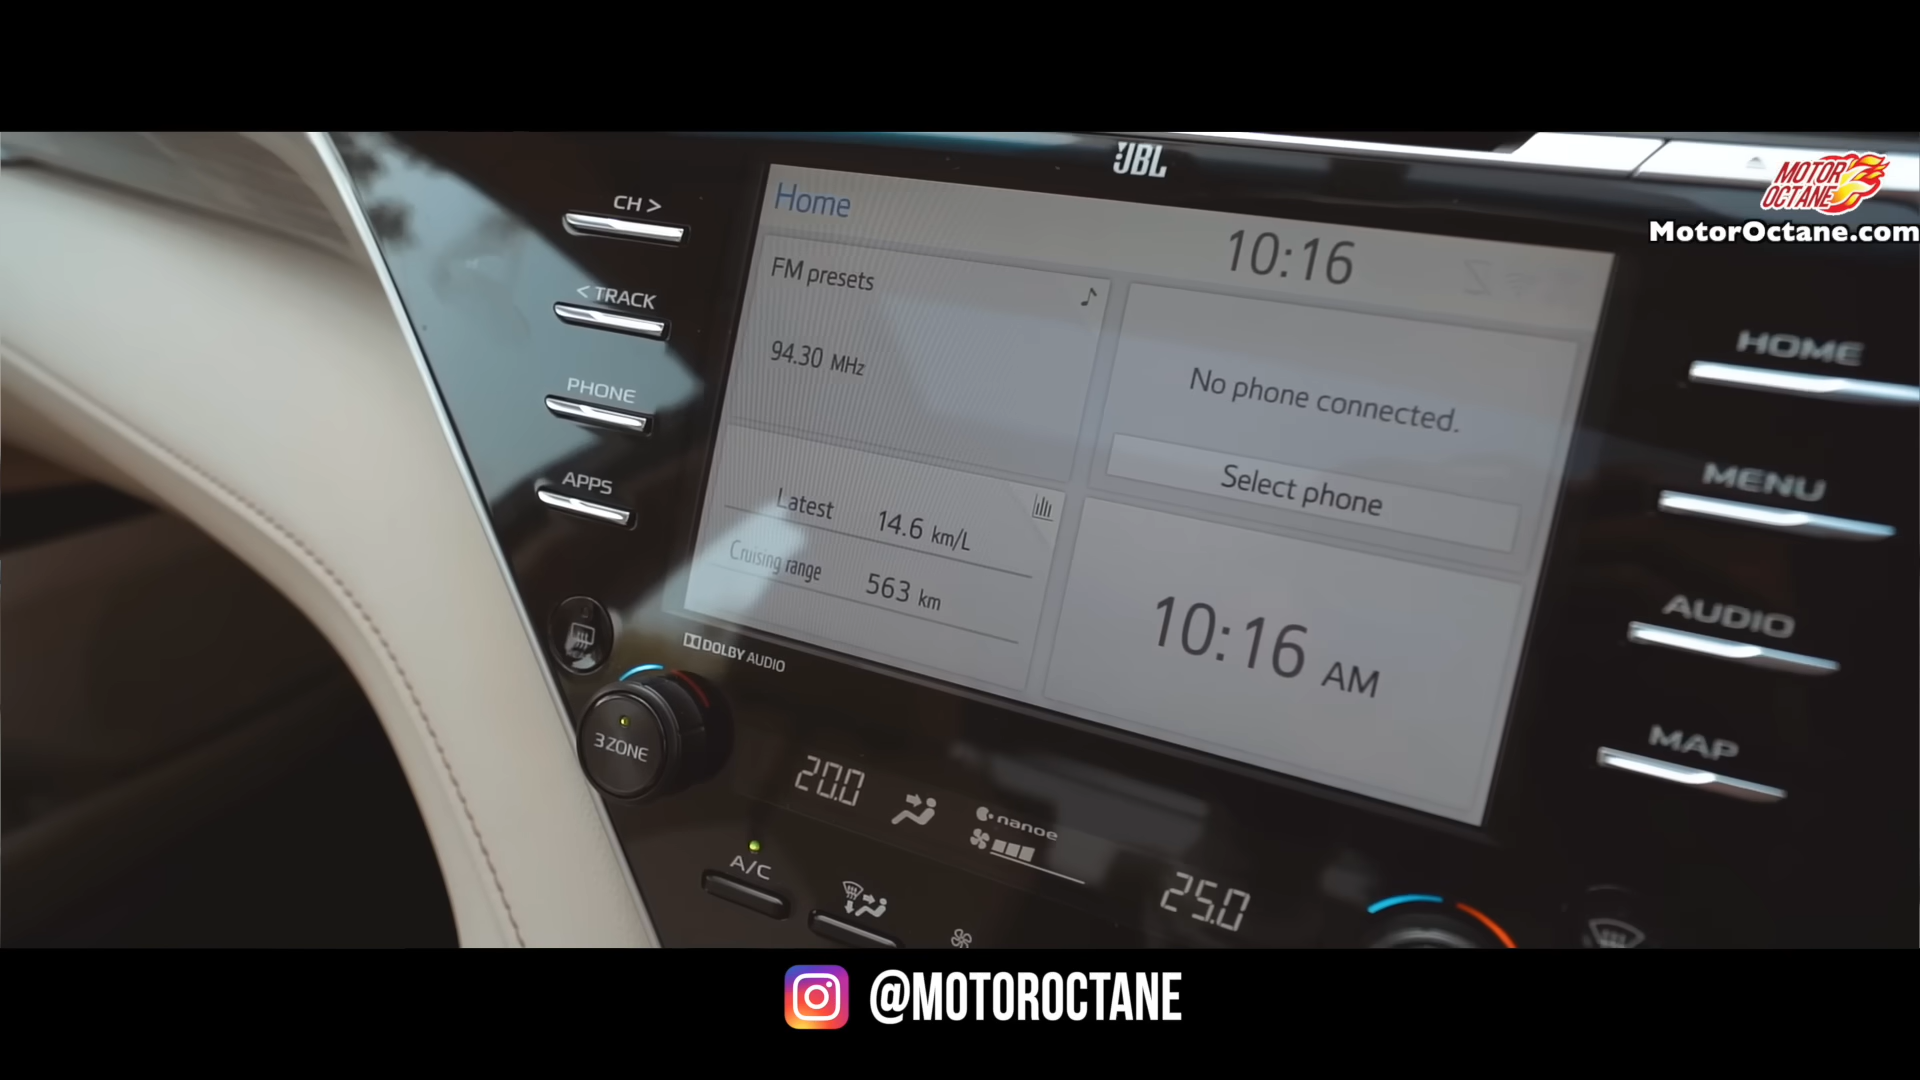 JBL
MOTOR
OCTANE
MotorOctane.com
CH >
< TRACK
PHONE
APPS
Home
10:16
FM presets
94.30 MHz
No phone connected.
Select phone
Latest 14.6 km/L
Cruising range 563 km
10:16 AM
HOME
MENU
AUDIO
MAP
DOLBY AUDIO
3 ZONE
20.0
nanoe
A/C
25.0
@MOTOROCTANE